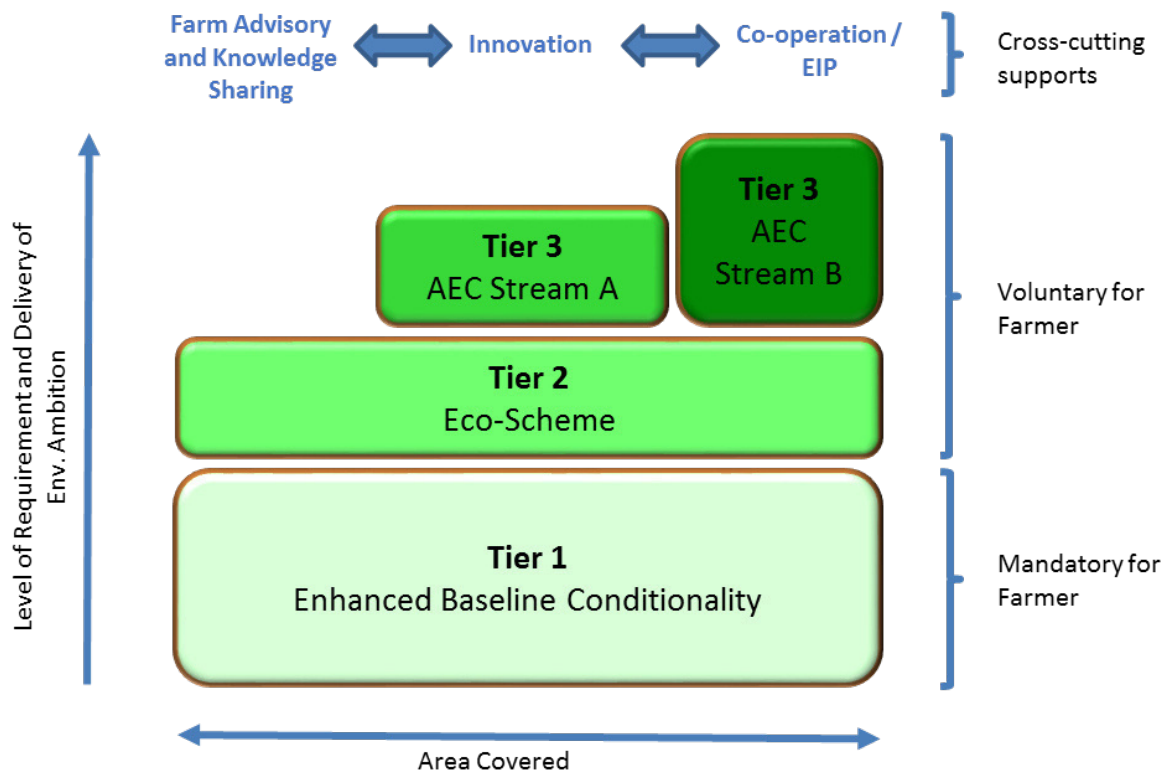 Farm Advisory
and Knowledge
Sharing
Innovation
Co-operation /
EIP
Cross-cutting
supports
Tier 3
AEC
Stream B
Tier 3
AEC Stream A
Voluntary for
Farmer
Tier 2
Eco-Scheme
Level of Requirement and Delivery of
Env. Ambition
Tier 1
Enhanced Baseline Conditionality
Mandatory for
Farmer
Area Covered